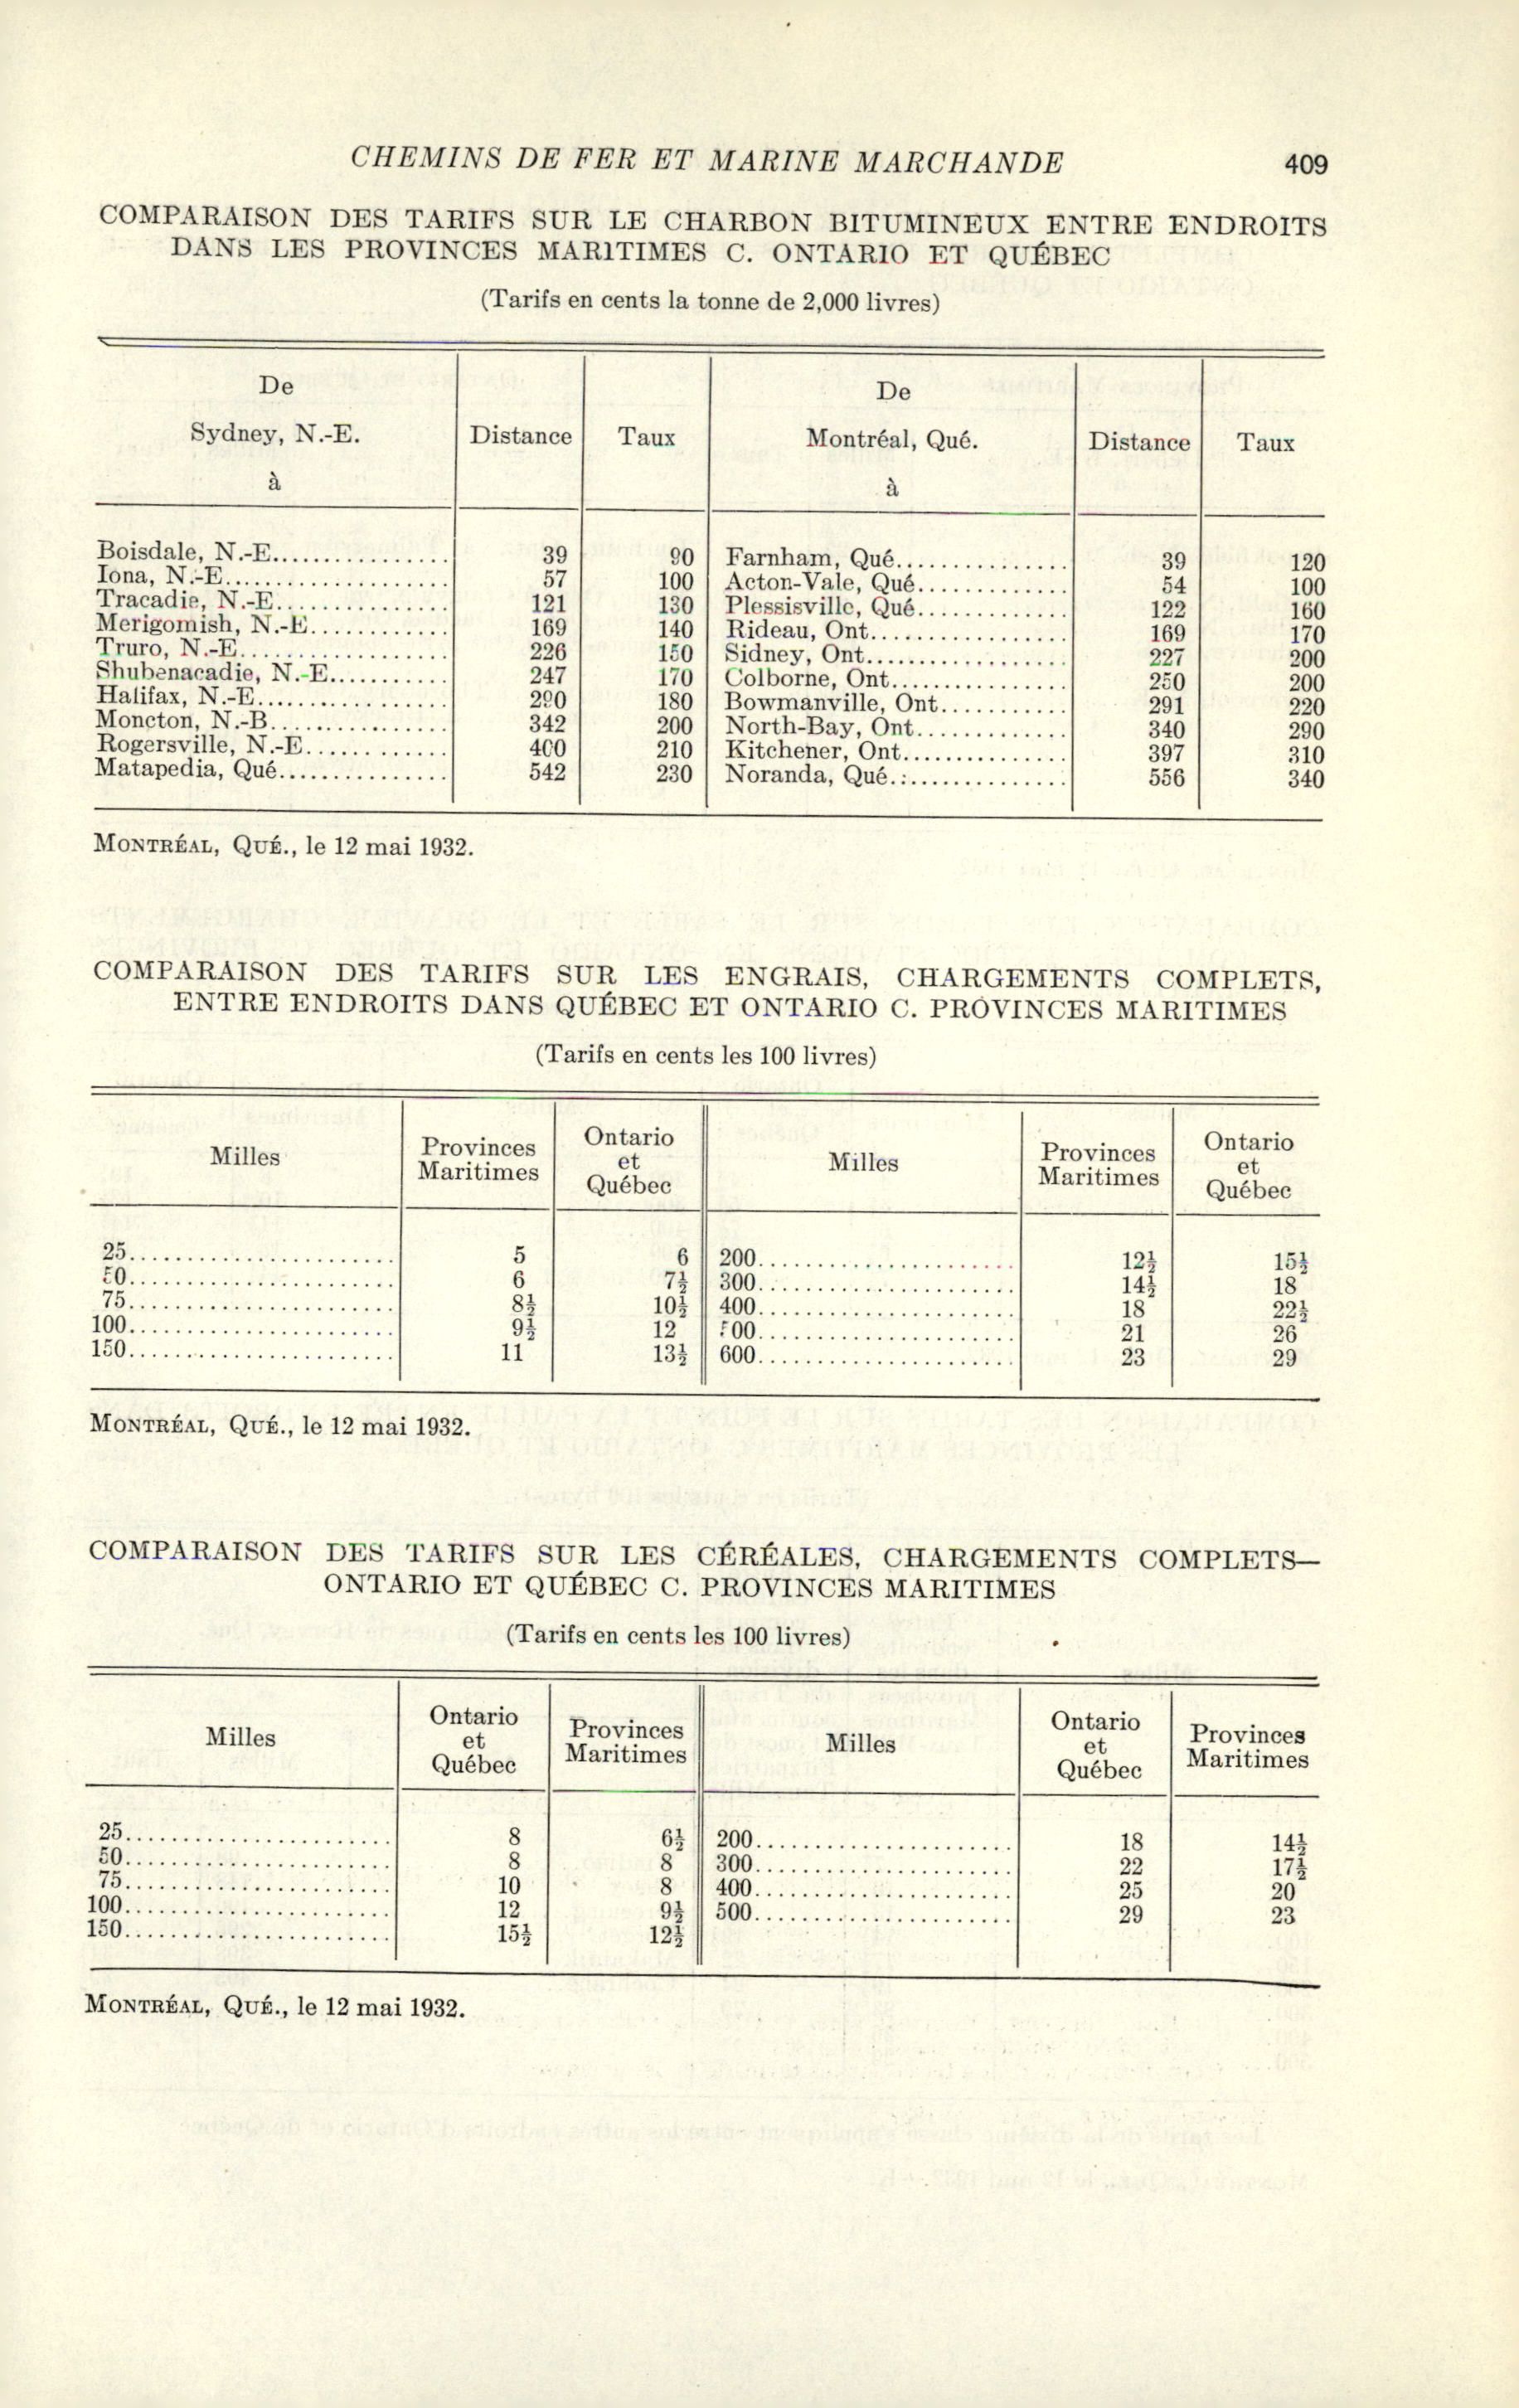 CHEMINS DE FER ET MARINE MARCHANDE 409
COMPARAISON DES TARIFS SUR LE CHARBON BITUMINEUX ENTRE ENDROITS
DANS LES PROVINCES MARITIMES C. ONTARIO ET QUÉBEC
(Tarifs en cents la tonne de 2,000 livres)
De De
Sydney, N.-E. Distance Taux Montréal, Qué. Distance Taux
à à
Boisdale, N.-E. 39 90 Farnham, Qué. 39 120
Iona, N.-E. 57 100 Acton-Vale, Qué. 54 100
Tracadie, N.-E. 121 130 Plessisville, Qué. 122 160
Merigomish, N.-E. 169 140 Rideau, Ont. 169 170
Truro, N.-E. 226 150 Sidney, Ont. 227 200
Shubenacadie, N.-E. 247 170 Colborne, Ont. 250 200
Halifax, N.-E. 290 180 Bowmanville, Ont. 291 220
Moncton, N.-B. 342 200 North-Bay, Ont. 340 290
Rogersville, N.-E. 400 210 Kitchener, Ont. 397 310
Matapedia, Qué. 542 230 Noranda, Qué. 556 340
MONTRÉAL, QUÉ., le 12 mai 1932.
COMPARAISON DES TARIFS SUR LES ENGRAIS, CHARGEMENTS COMPLETS,
ENTRE ENDROITS DANS QUÉBEC ET ONTARIO C. PROVINCES MARITIMES
(Tarifs en cents les 100 livres)
Milles Provinces Maritimes Ontario et Québec Milles Provinces Maritimes Ontario et Québec
25 5 6 200 12½ 15½
50 6 7½ 300 14½ 18
75 8½ 10½ 400 18 22½
100 9½ 12 500 21 26
150 11 13½ 600 23 29
MONTRÉAL, QUÉ., le 12 mai 1932.
COMPARAISON DES TARIFS SUR LES CÉRÉALES, CHARGEMENTS COMPLETS—
ONTARIO ET QUÉBEC C. PROVINCES MARITIMES
(Tarifs en cents les 100 livres)
Milles Ontario et Québec Provinces Maritimes Milles Ontario et Québec Provinces Maritimes
25 8 6½ 200 18 14½
50 8 8 300 22 17½
75 10 8 400 25 20
100 12 9½ 500 29 23
150 15½ 12½
MONTRÉAL, QUÉ., le 12 mai 1932.